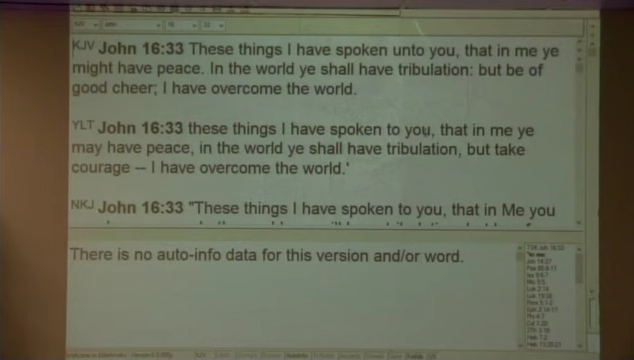 KJV John 16:33 These things I have spoken unto you, that in me ye
might have peace. In the world ye shall have tribulation: but be of
good cheer; I have overcome the world.
YLT John 16:33 these things I have spoken to you, that in me ye
may have peace, in the world ye shall have tribulation, but take
courage -- I have overcome the world.'
NKJ John 16:33 "These things I have spoken to you, that in Me you
There is no auto-info data for this version and/or word.